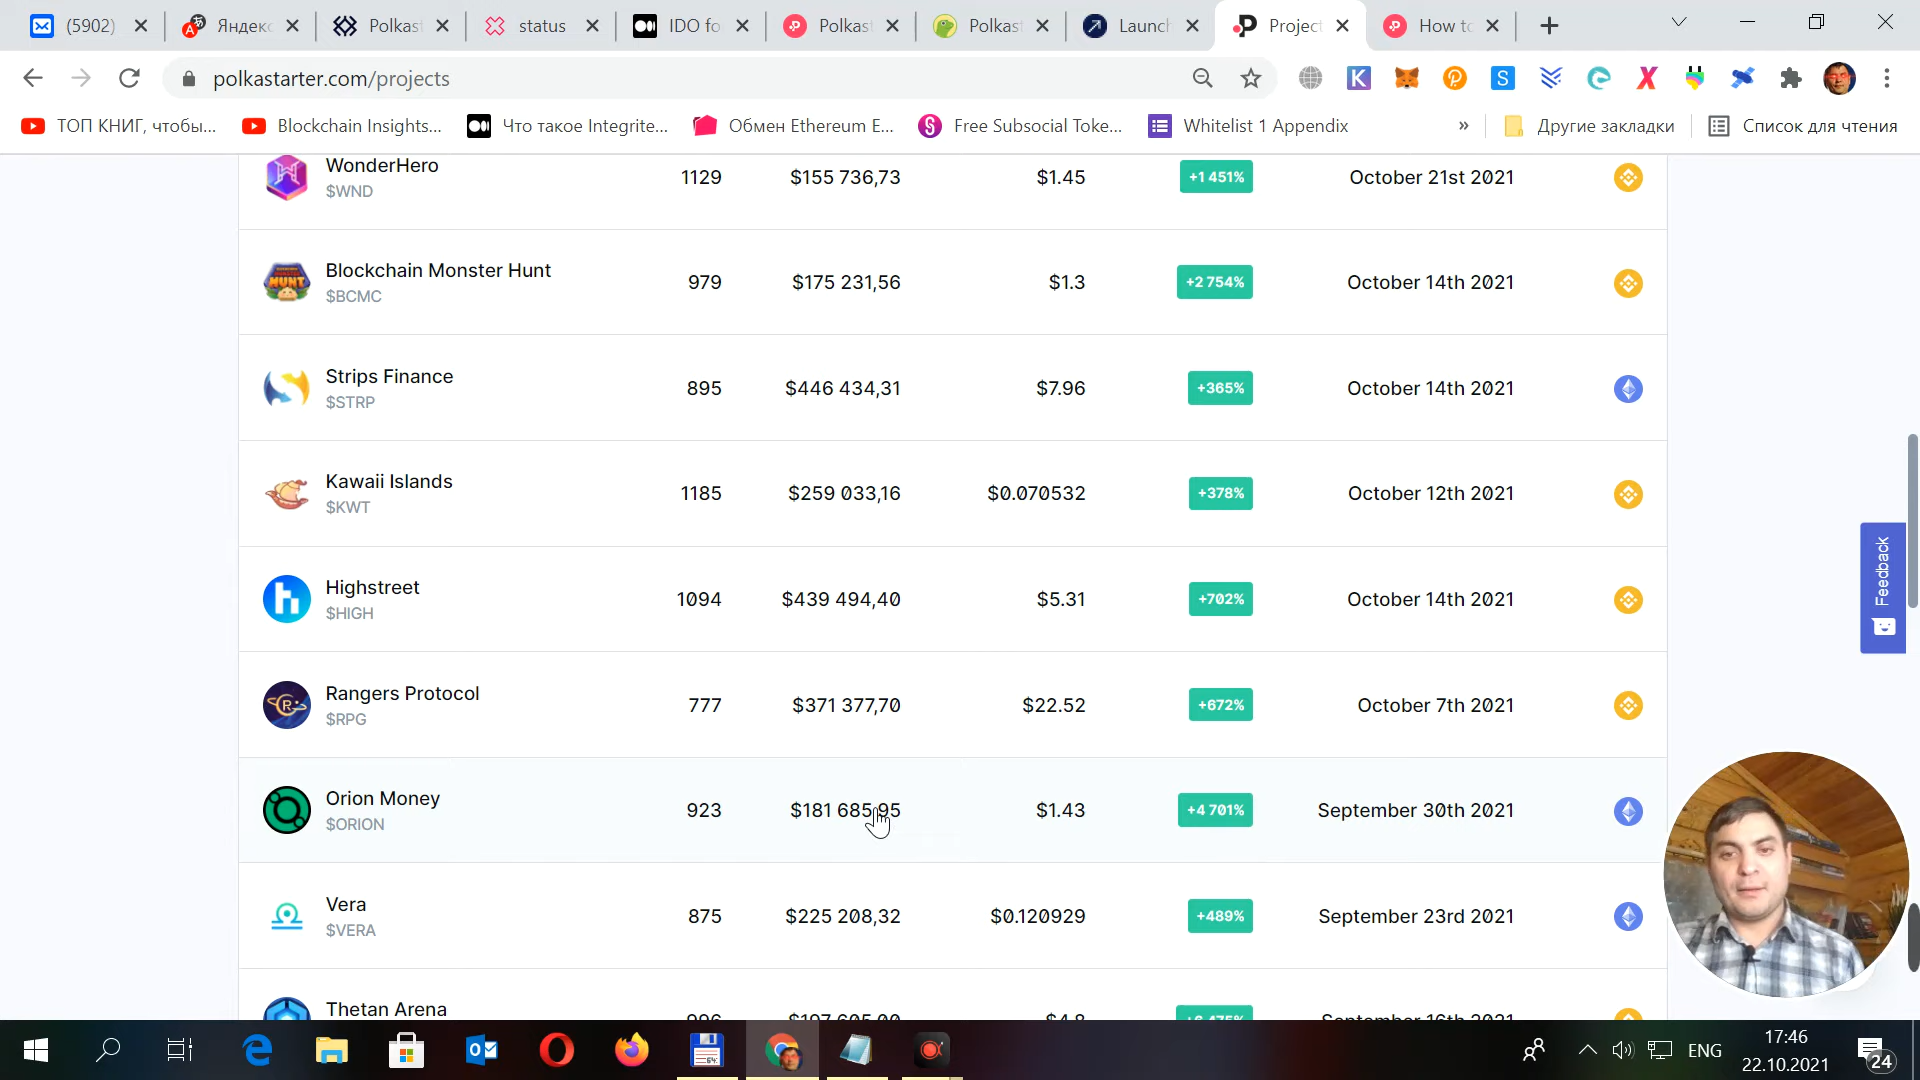 (5902)
Яндекс
Polkast
status
IDO fo
Polkast
Polkast
Launch
Project
How to
polkastarter.com/projects
ТОП КНИГ, чтобы...
Blockchain Insights...
Что такое Integrite...
Обмен Ethereum E...
Free Subsocial Toke...
Whitelist 1 Appendix
»
Другие закладки
Список для чтения
WonderHero
$WND
1129
$155 736,73
$1.45
+1 451%
October 21st 2021
Blockchain Monster Hunt
$BCMC
979
$175 231,56
$1.3
+2 754%
October 14th 2021
Strips Finance
$STRP
895
$446 434,31
$7.96
+365%
October 14th 2021
Kawaii Islands
$KWT
1185
$259 033,16
$0.070532
+378%
October 12th 2021
Highstreet
$HIGH
1094
$439 494,40
$5.31
+702%
October 14th 2021
Rangers Protocol
$RPG
777
$371 377,70
$22.52
+672%
October 7th 2021
Orion Money
$ORION
923
$181 685,95
$1.43
+4 701%
September 30th 2021
Vera
$VERA
875
$225 208,32
$0.120929
+489%
September 23rd 2021
Thetan Arena
Feedback
ENG
17:46
22.10.2021
24